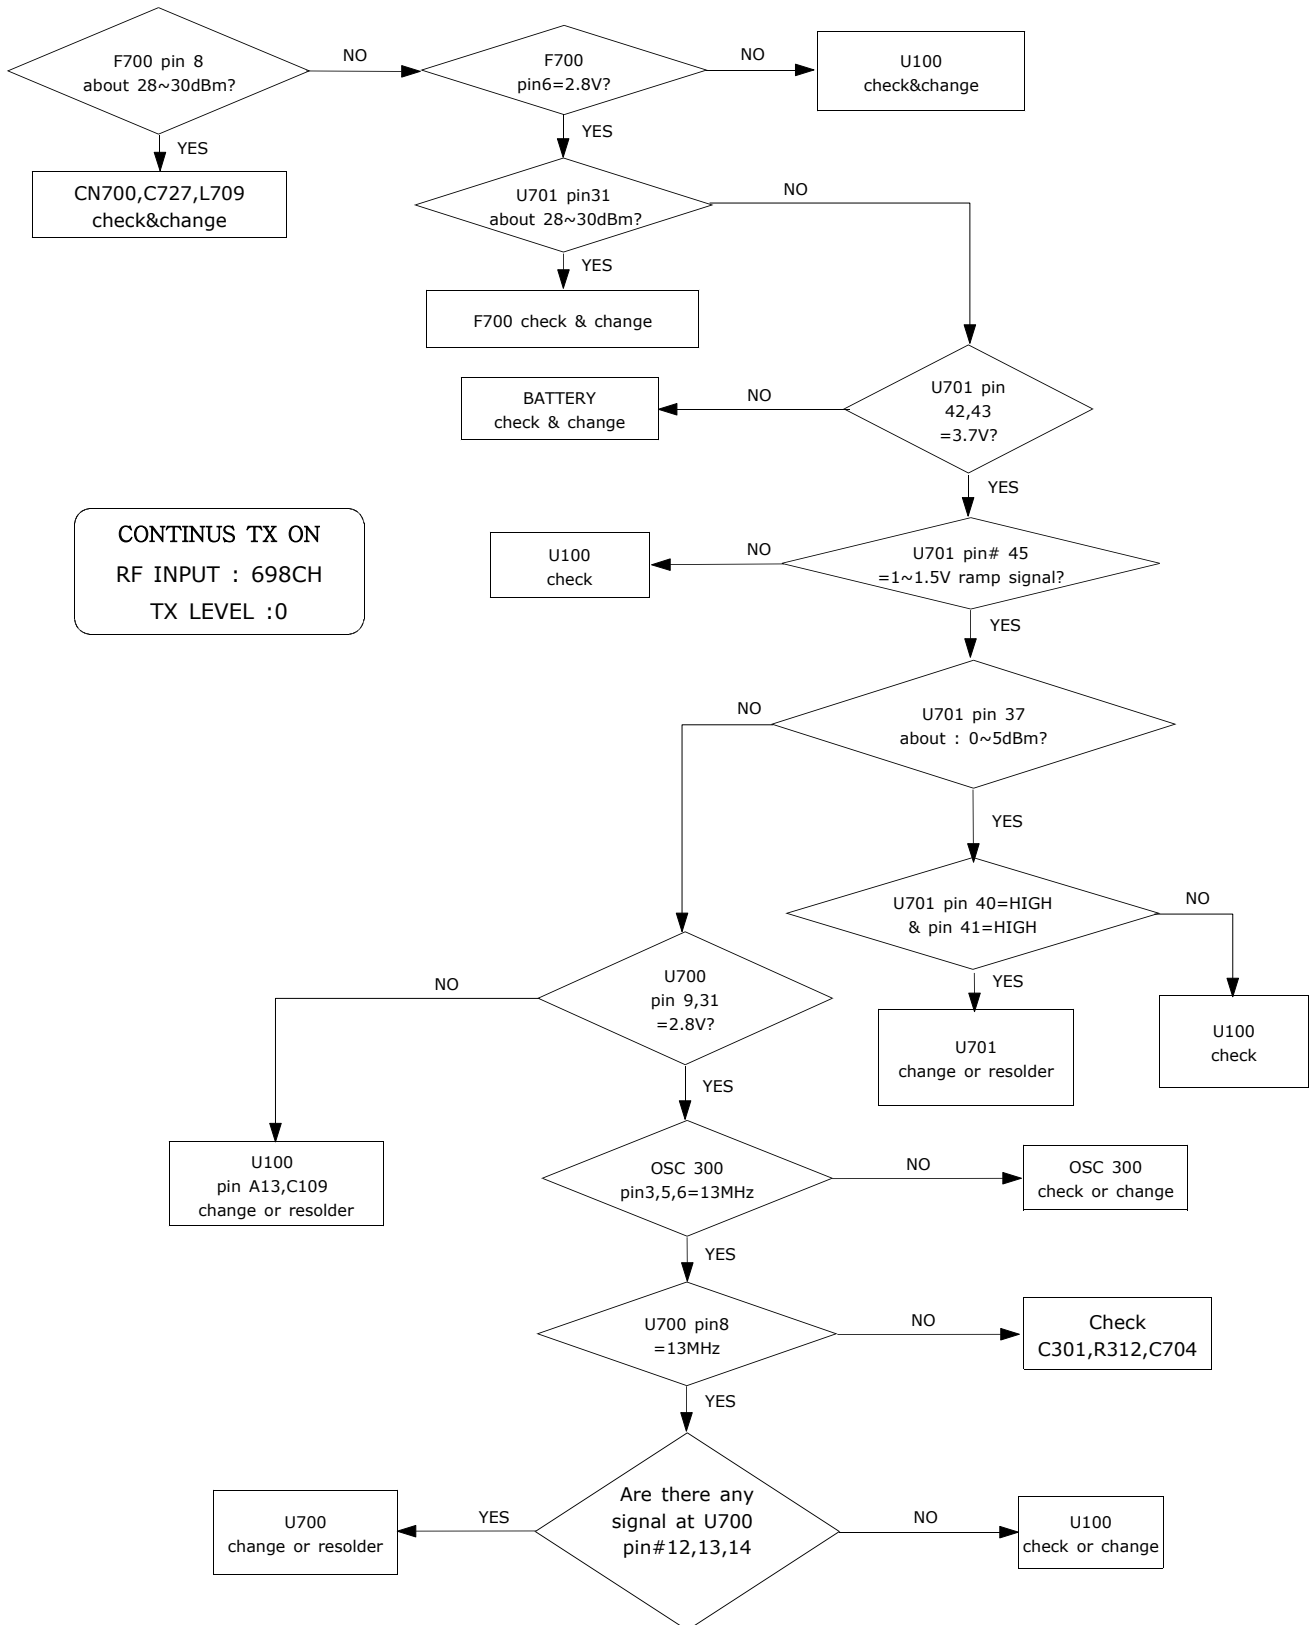 F700 pin 8
about 28~30dBm?
NO
F700
pin6=2.8V?
NO
U100
check&change
YES
CN700,C727,L709
check&change
YES
U701 pin31
about 28~30dBm?
NO
YES
F700 check & change
U701 pin
42,43
=3.7V?
NO
BATTERY
check & change
YES
CONTINUS TX ON
RF INPUT : 698CH
TX LEVEL :0
U701 pin# 45
=1~1.5V ramp signal?
NO
U100
check
YES
U701 pin 37
about : 0~5dBm?
NO
YES
U701 pin 40=HIGH
& pin 41=HIGH
NO
YES
U701
change or resolder
U100
check
U700
pin 9,31
=2.8V?
NO
YES
U100
pin A13,C109
change or resolder
OSC 300
pin3,5,6=13MHz
NO
OSC 300
check or change
YES
U700 pin8
=13MHz
NO
Check
C301,R312,C704
YES
Are there any
signal at U700
pin#12,13,14
YES
U700
change or resolder
NO
U100
check or change